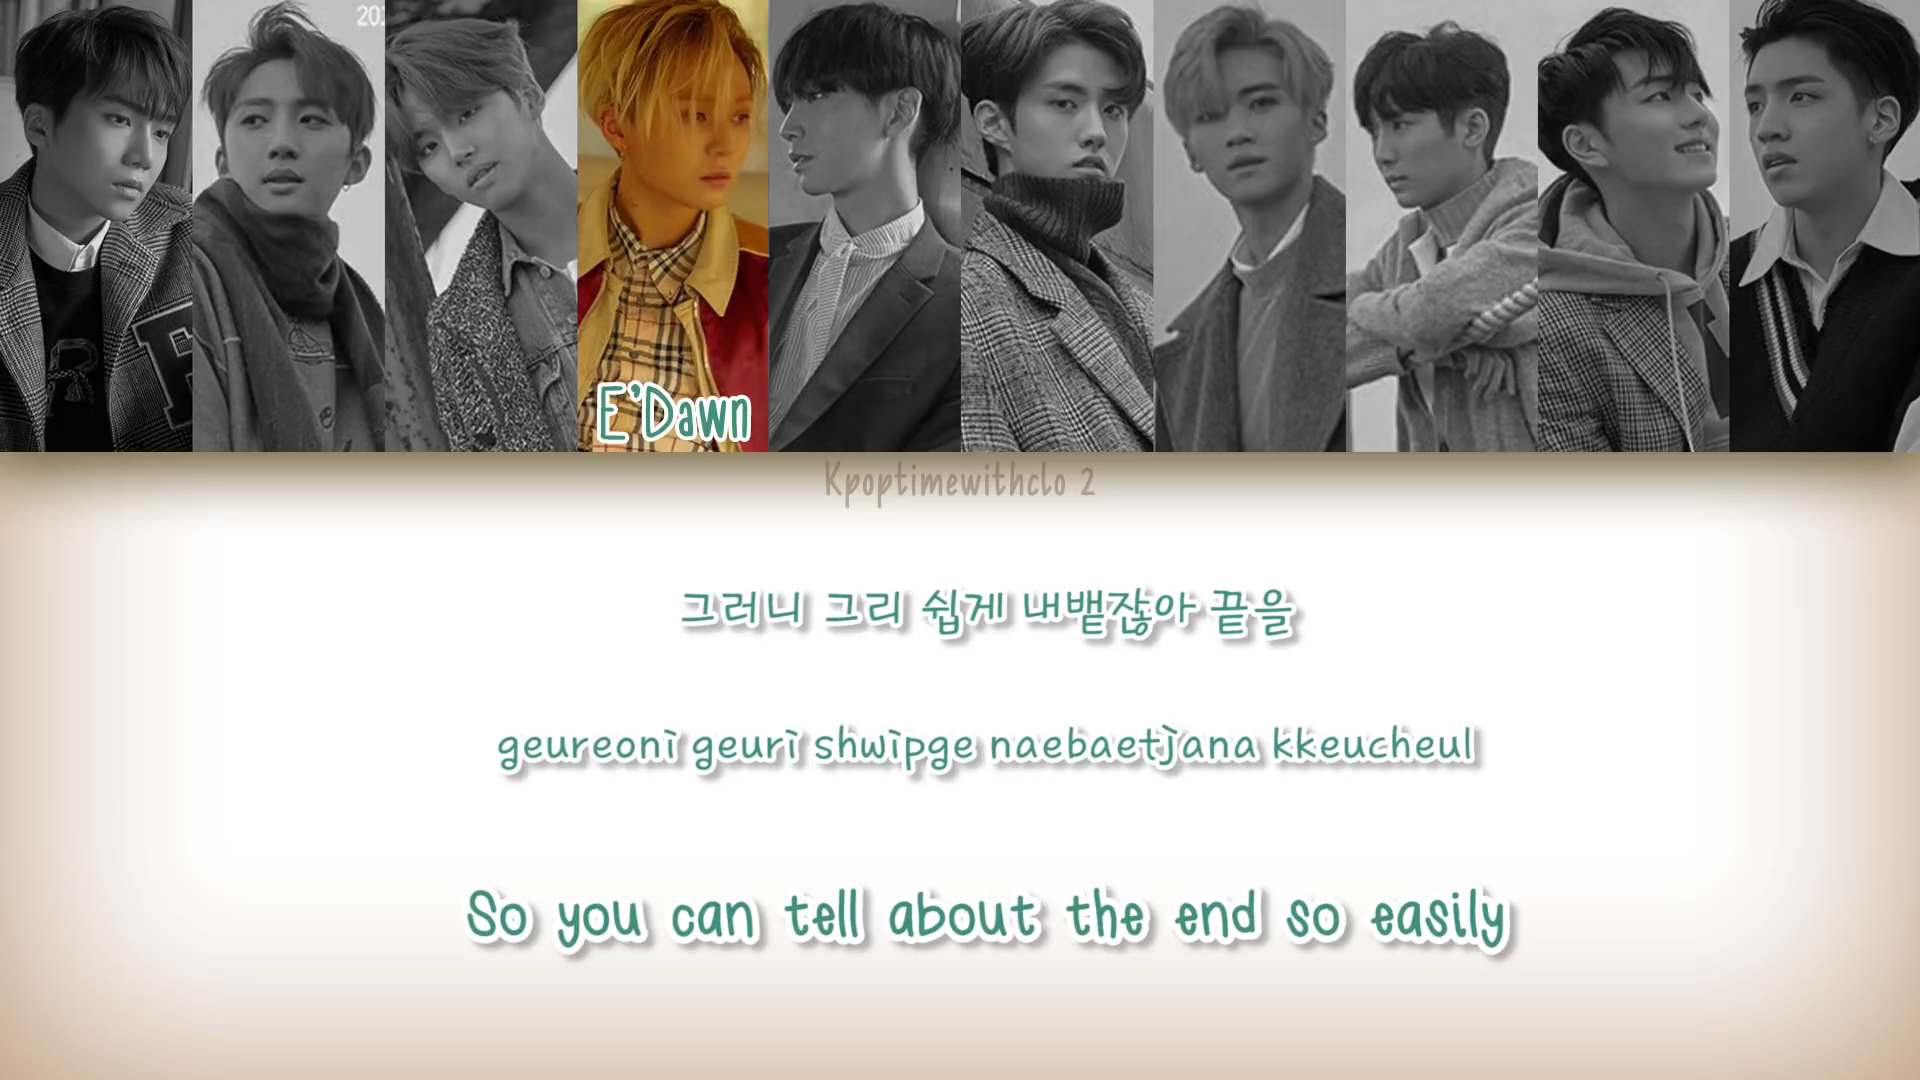 201
E'Dawn
Kpoptimewithclo 2
그러니 그리 쉽게 내뱉잖아 끝을
geureoni geuri shwipge naebaetjana kkeucheul
So you can tell about the end so easily